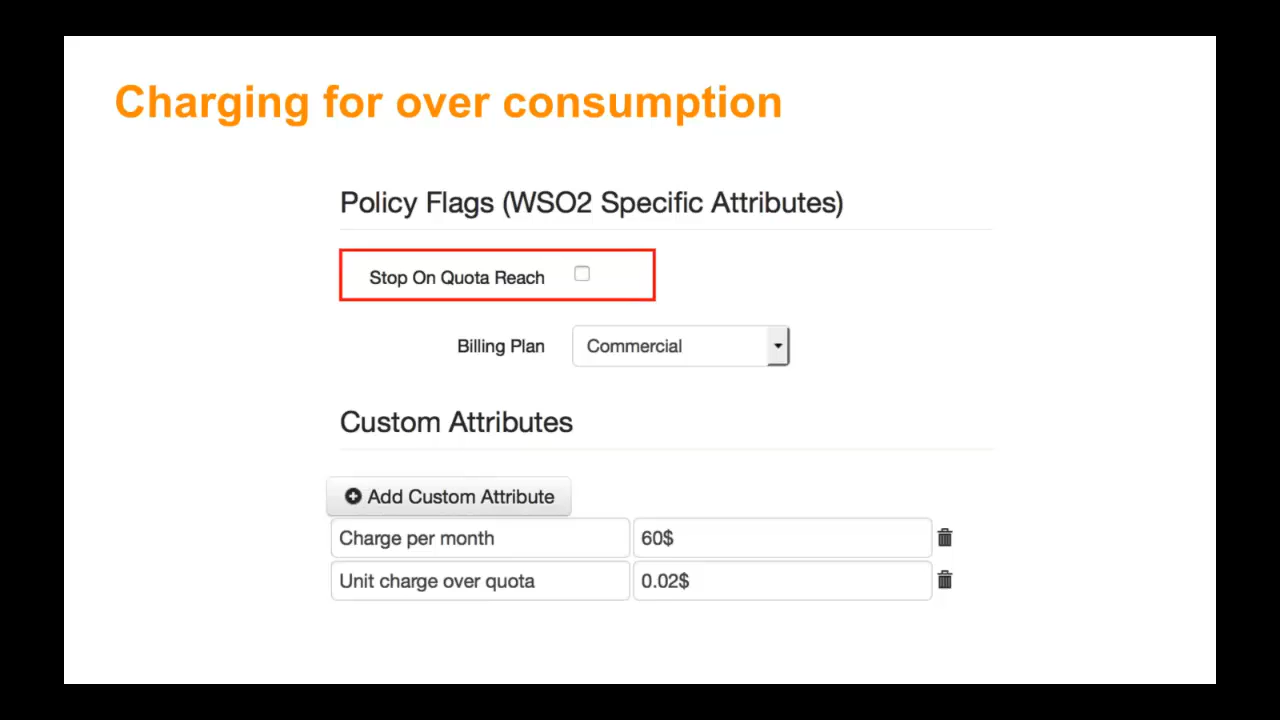 Charging for over consumption
Policy Flags (WSO2 Specific Attributes)
Stop On Quota Reach
Billing Plan Commercial
Custom Attributes
Add Custom Attribute
Charge per month 60$
Unit charge over quota 0.02$